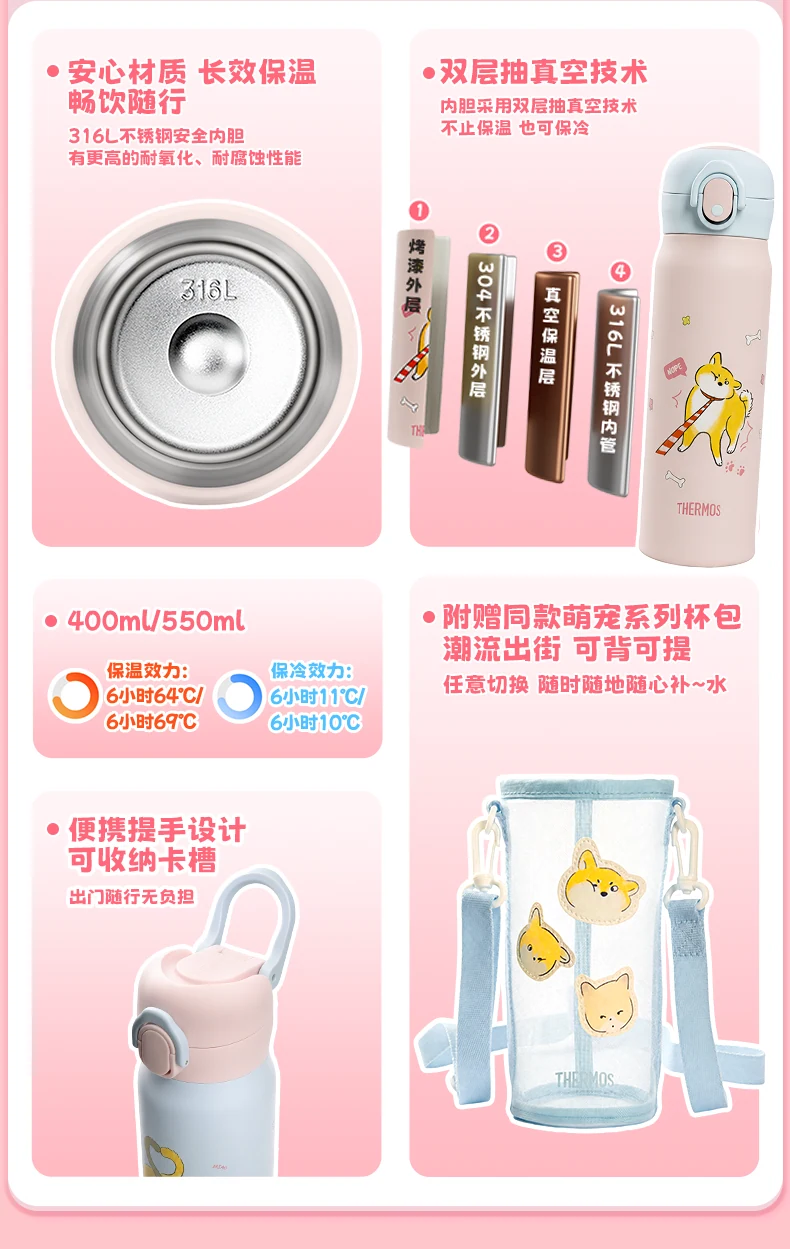 安心材质 长效保温
畅饮随行
316L不锈钢安全内胆
有更高的耐氧化、耐腐蚀性能
316L
双层抽真空技术
内胆采用双层抽真空技术
不止保温 也可保冷
1
烤漆外层
2
304不锈钢外层
3
真空保温层
4
316L不锈钢内管
NOPE
THERMOS
400ml/550ml
保温效力:
6小时64℃/
6小时69℃
保冷效力:
6小时11℃/
6小时10℃
附赠同款萌宠系列杯包
潮流出街 可背可提
任意切换 随时随地随心补~水
THERMOS
便携提手设计
可收纳卡槽
出门随行无负担